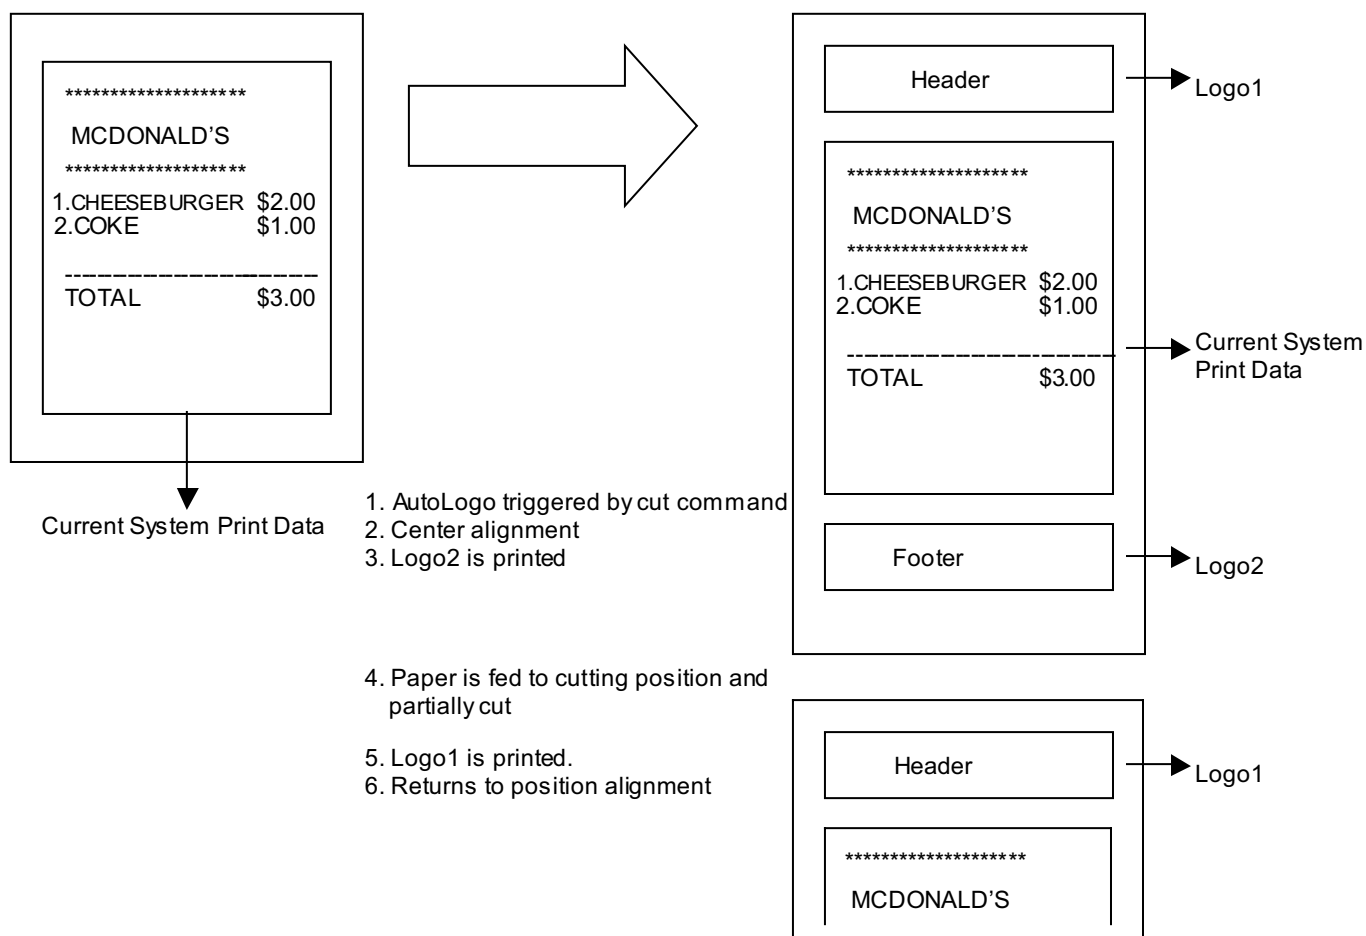 *********************
MCDONALD'S
*********************
1.CHEESEBURGER $2.00
2.COKE $1.00
------------------------------
TOTAL $3.00
Current System Print Data
1. AutoLogo triggered by cut command
2. Center alignment
3. Logo2 is printed
4. Paper is fed to cutting position and
partially cut
5. Logo1 is printed.
6. Returns to position alignment
Header
Logo1
*********************
MCDONALD'S
*********************
1.CHEESEBURGER $2.00
2.COKE $1.00
------------------------------
TOTAL $3.00
Current System
Print Data
Footer
Logo2
Header
Logo1
*********************
MCDONALD'S